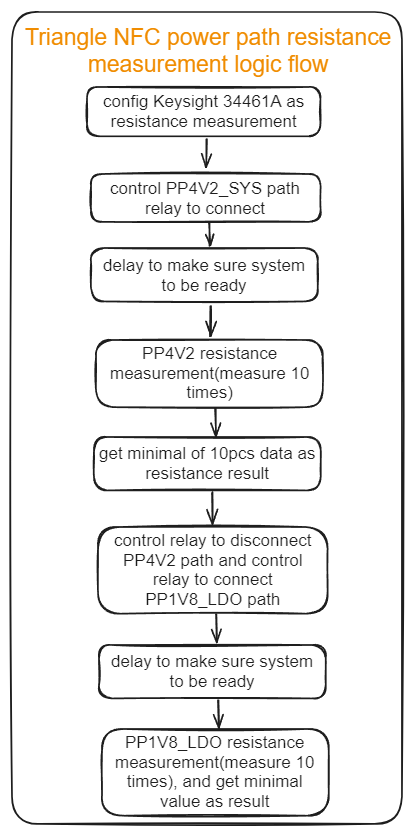 Triangle NFC power path resistance
measurement logic flow
config Keysight 34461A as
resistance measurement
control PP4V2_SYS path
relay to connect
delay to make sure system
to be ready
PP4V2 resistance
measurement(measure 10
times)
get minimal of 10pcs data as
resistance result
control relay to disconnect
PP4V2 path and control
relay to connect
PP1V8_LDO path
delay to make sure system
to be ready
PP1V8_LDO resistance
measurement(measure 10
times), and get minimal
value as result